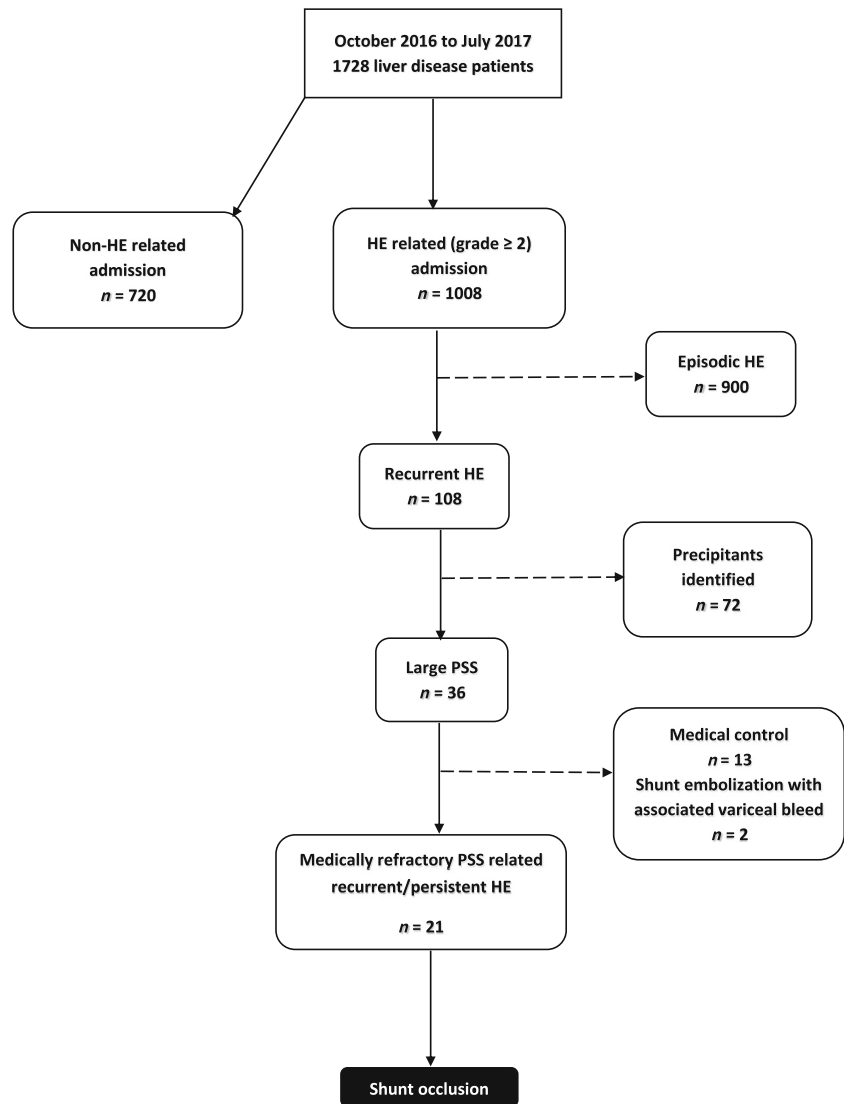 October 2016 to July 2017
1728 liver disease patients
Non-HE related
admission
n = 720
HE related (grade ≥ 2)
admission
n = 1008
Episodic HE
n = 900
Recurrent HE
n = 108
Precipitants
identified
n = 72
Large PSS
n = 36
Medical control
n = 13
Shunt embolization with
associated variceal bleed
n = 2
Medically refractory PSS related
recurrent/persistent HE
n = 21
Shunt occlusion